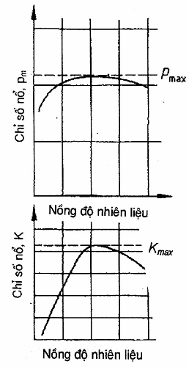 Chỉ số nổ, pm
pmax
Nồng độ nhiên liệu
Chỉ số nổ, K
Kmax
Nồng độ nhiên liệu